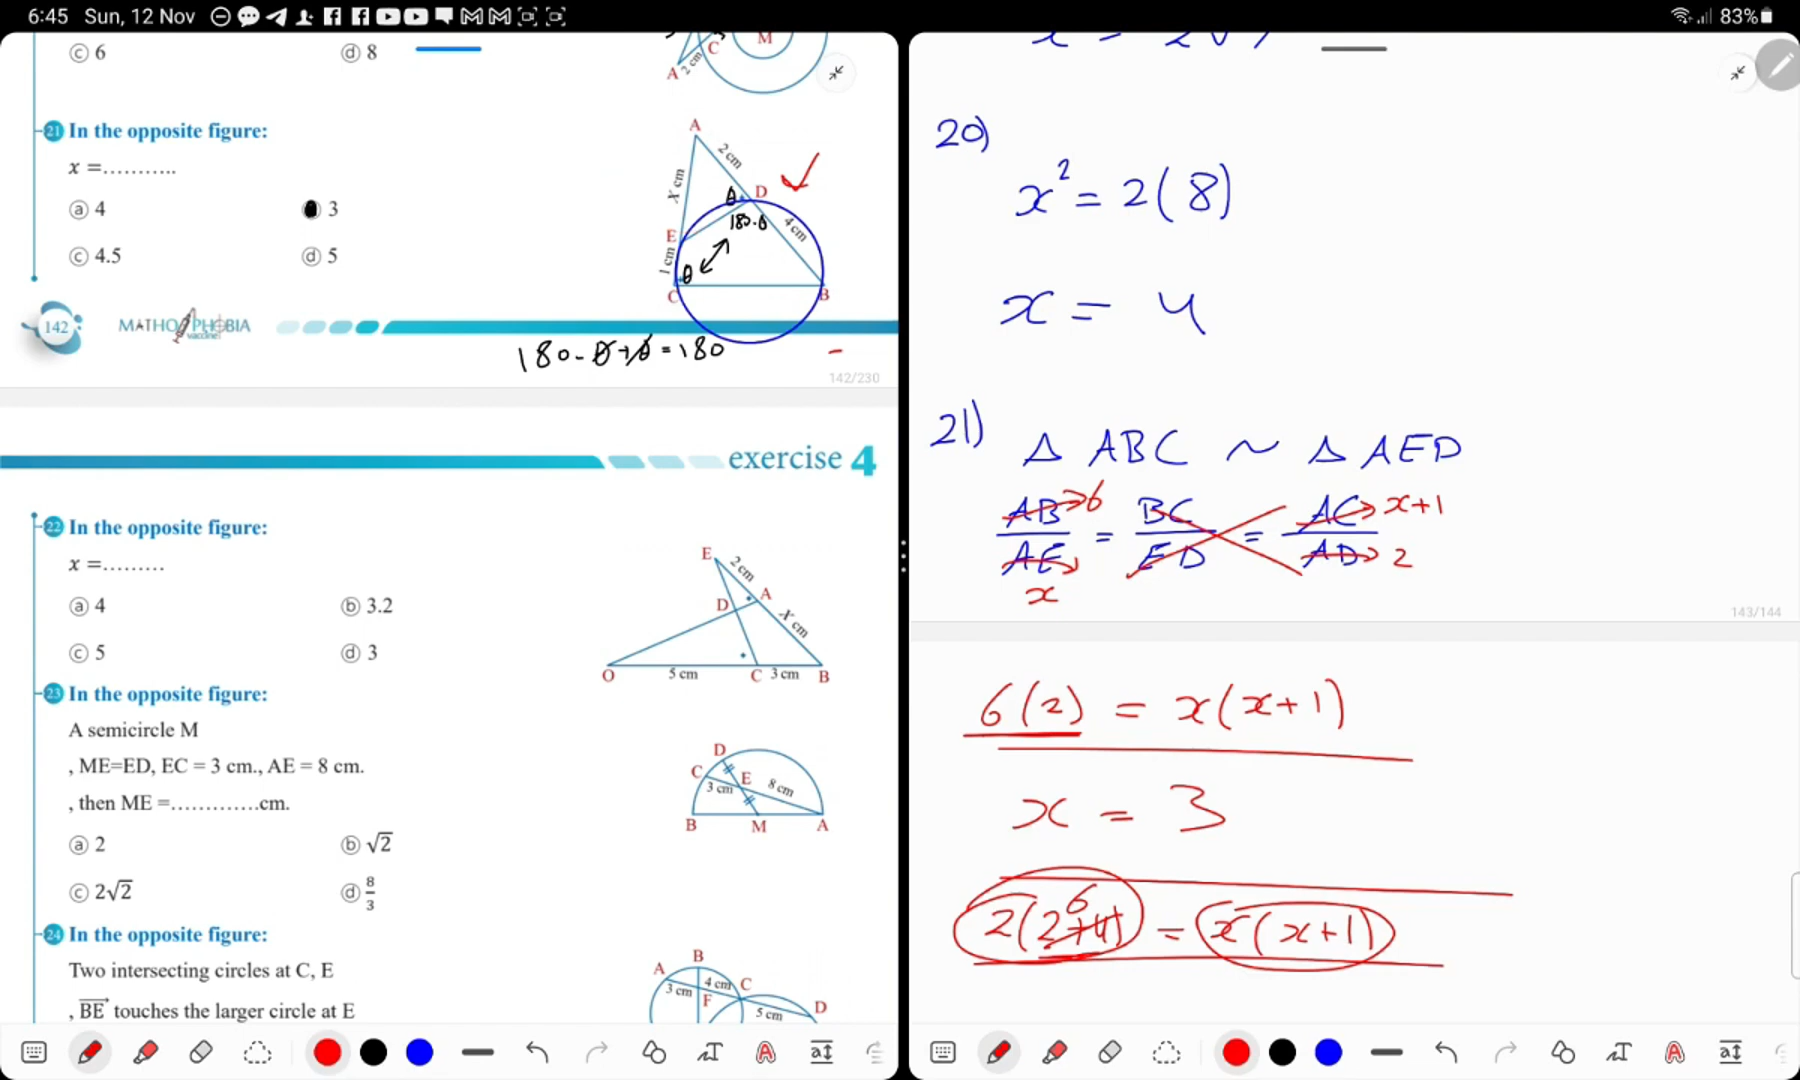 6:45 Sun, 12 Nov 83%
ⓒ 6 ⓓ 8
M
C
A 2 cm
21 In the opposite figure:
x =...........
ⓐ 4 3
ⓒ 4.5 ⓓ 5
A
2 cm
x cm
θ D
180-θ
4 cm
E
1 cm
θ
C B
142 MATHOPHOBIA
vaccine
180-θ+θ=180
142/230
exercise 4
22 In the opposite figure:
x =.........
ⓐ 4 ⓑ 3.2
ⓒ 5 ⓓ 3
E
2 cm
D A
x cm
O 5 cm C 3 cm B
23 In the opposite figure:
A semicircle M
, ME=ED, EC = 3 cm., AE = 8 cm.
, then ME =.............cm.
ⓐ 2 ⓑ √2
ⓒ 2√2 ⓓ 8/3
D
C E
3 cm 8 cm
B M A
24 In the opposite figure:
Two intersecting circles at C, E
, BE touches the larger circle at E
B
A 4 cm C
3 cm F
5 cm D
20)
x² = 2(8)
x = 4
21) Δ ABC ~ Δ AED
AB→6 / AE→x = BC / ED = AC→x+1 / AD→2
143/144
6(2) = x(x+1)
x = 3
6
2(2+4) = x(x+1)